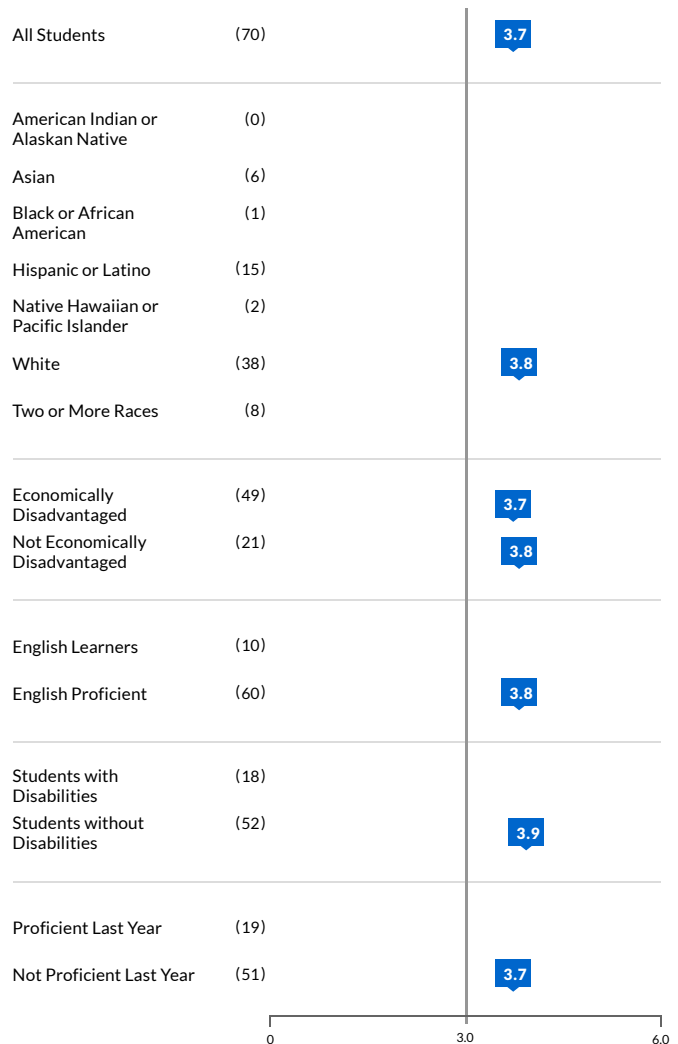 All Students (70) 3.7
American Indian or (0)
Alaskan Native
Asian (6)
Black or African (1)
American
Hispanic or Latino (15)
Native Hawaiian or (2)
Pacific Islander
White (38) 3.8
Two or More Races (8)
Economically (49) 3.7
Disadvantaged
Not Economically (21) 3.8
Disadvantaged
English Learners (10)
English Proficient (60) 3.8
Students with (18)
Disabilities
Students without (52) 3.9
Disabilities
Proficient Last Year (19)
Not Proficient Last Year (51) 3.7
0 3.0 6.0